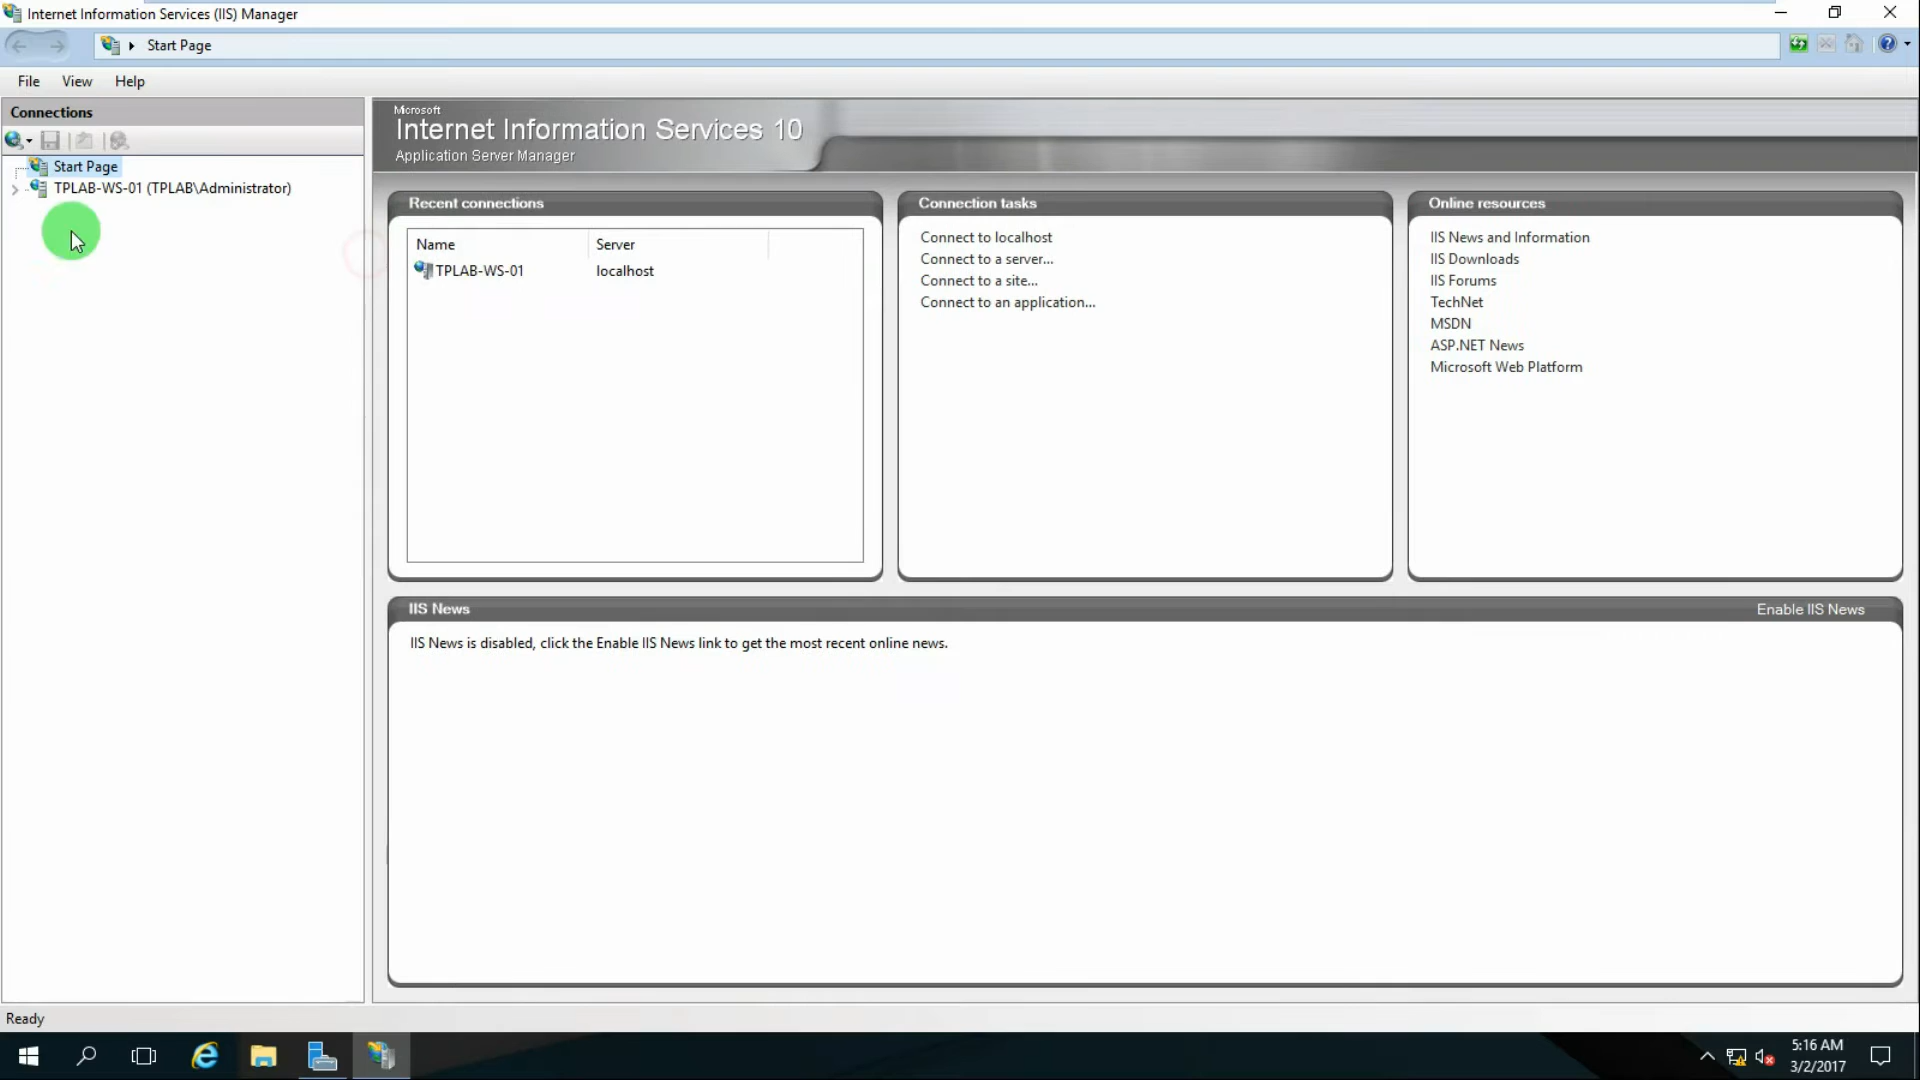 Internet Information Services (IIS) Manager
Start Page
File View Help
Connections
Start Page
TPLAB-WS-01 (TPLAB\Administrator)
Microsoft
Internet Information Services 10
Application Server Manager
Recent connections
Name Server
TPLAB-WS-01 localhost
Connection tasks
Connect to localhost
Connect to a server...
Connect to a site...
Connect to an application...
Online resources
IIS News and Information
IIS Downloads
IIS Forums
TechNet
MSDN
ASP.NET News
Microsoft Web Platform
IIS News Enable IIS News
IIS News is disabled, click the Enable IIS News link to get the most recent online news.
Ready
5:16 AM
3/2/2017